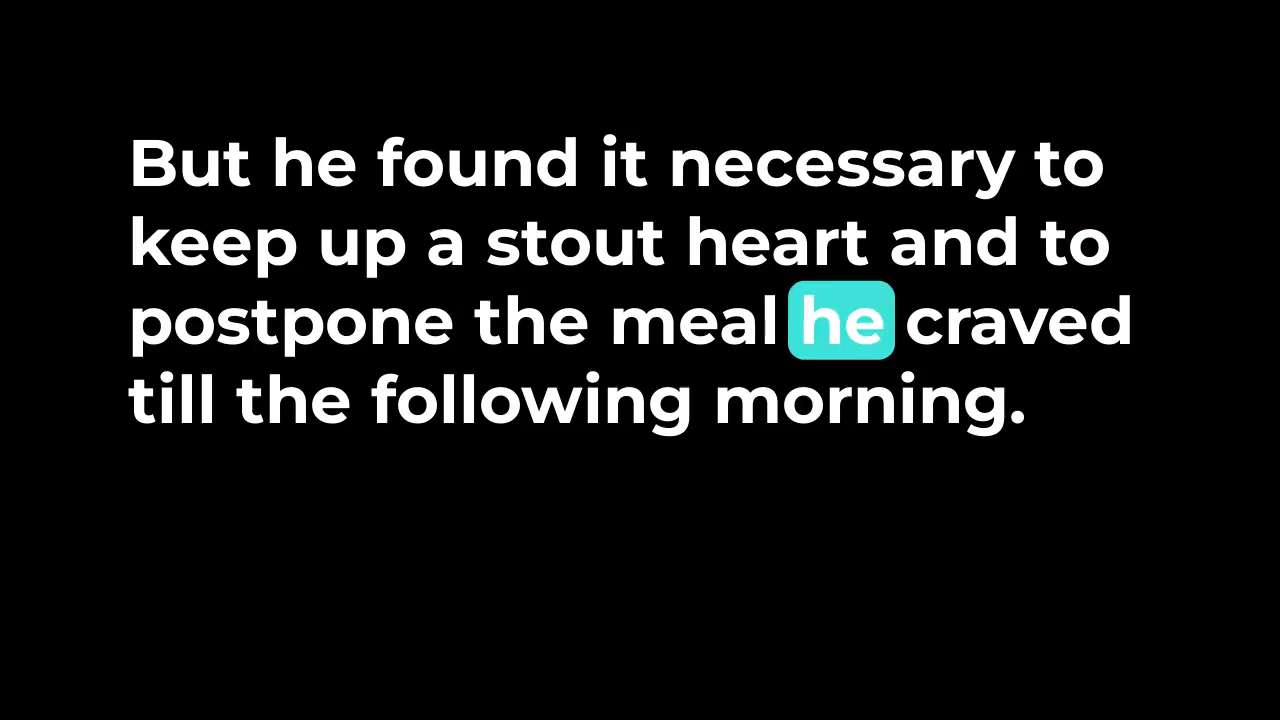 But he found it necessary to
keep up a stout heart and to
postpone the meal he craved
till the following morning.